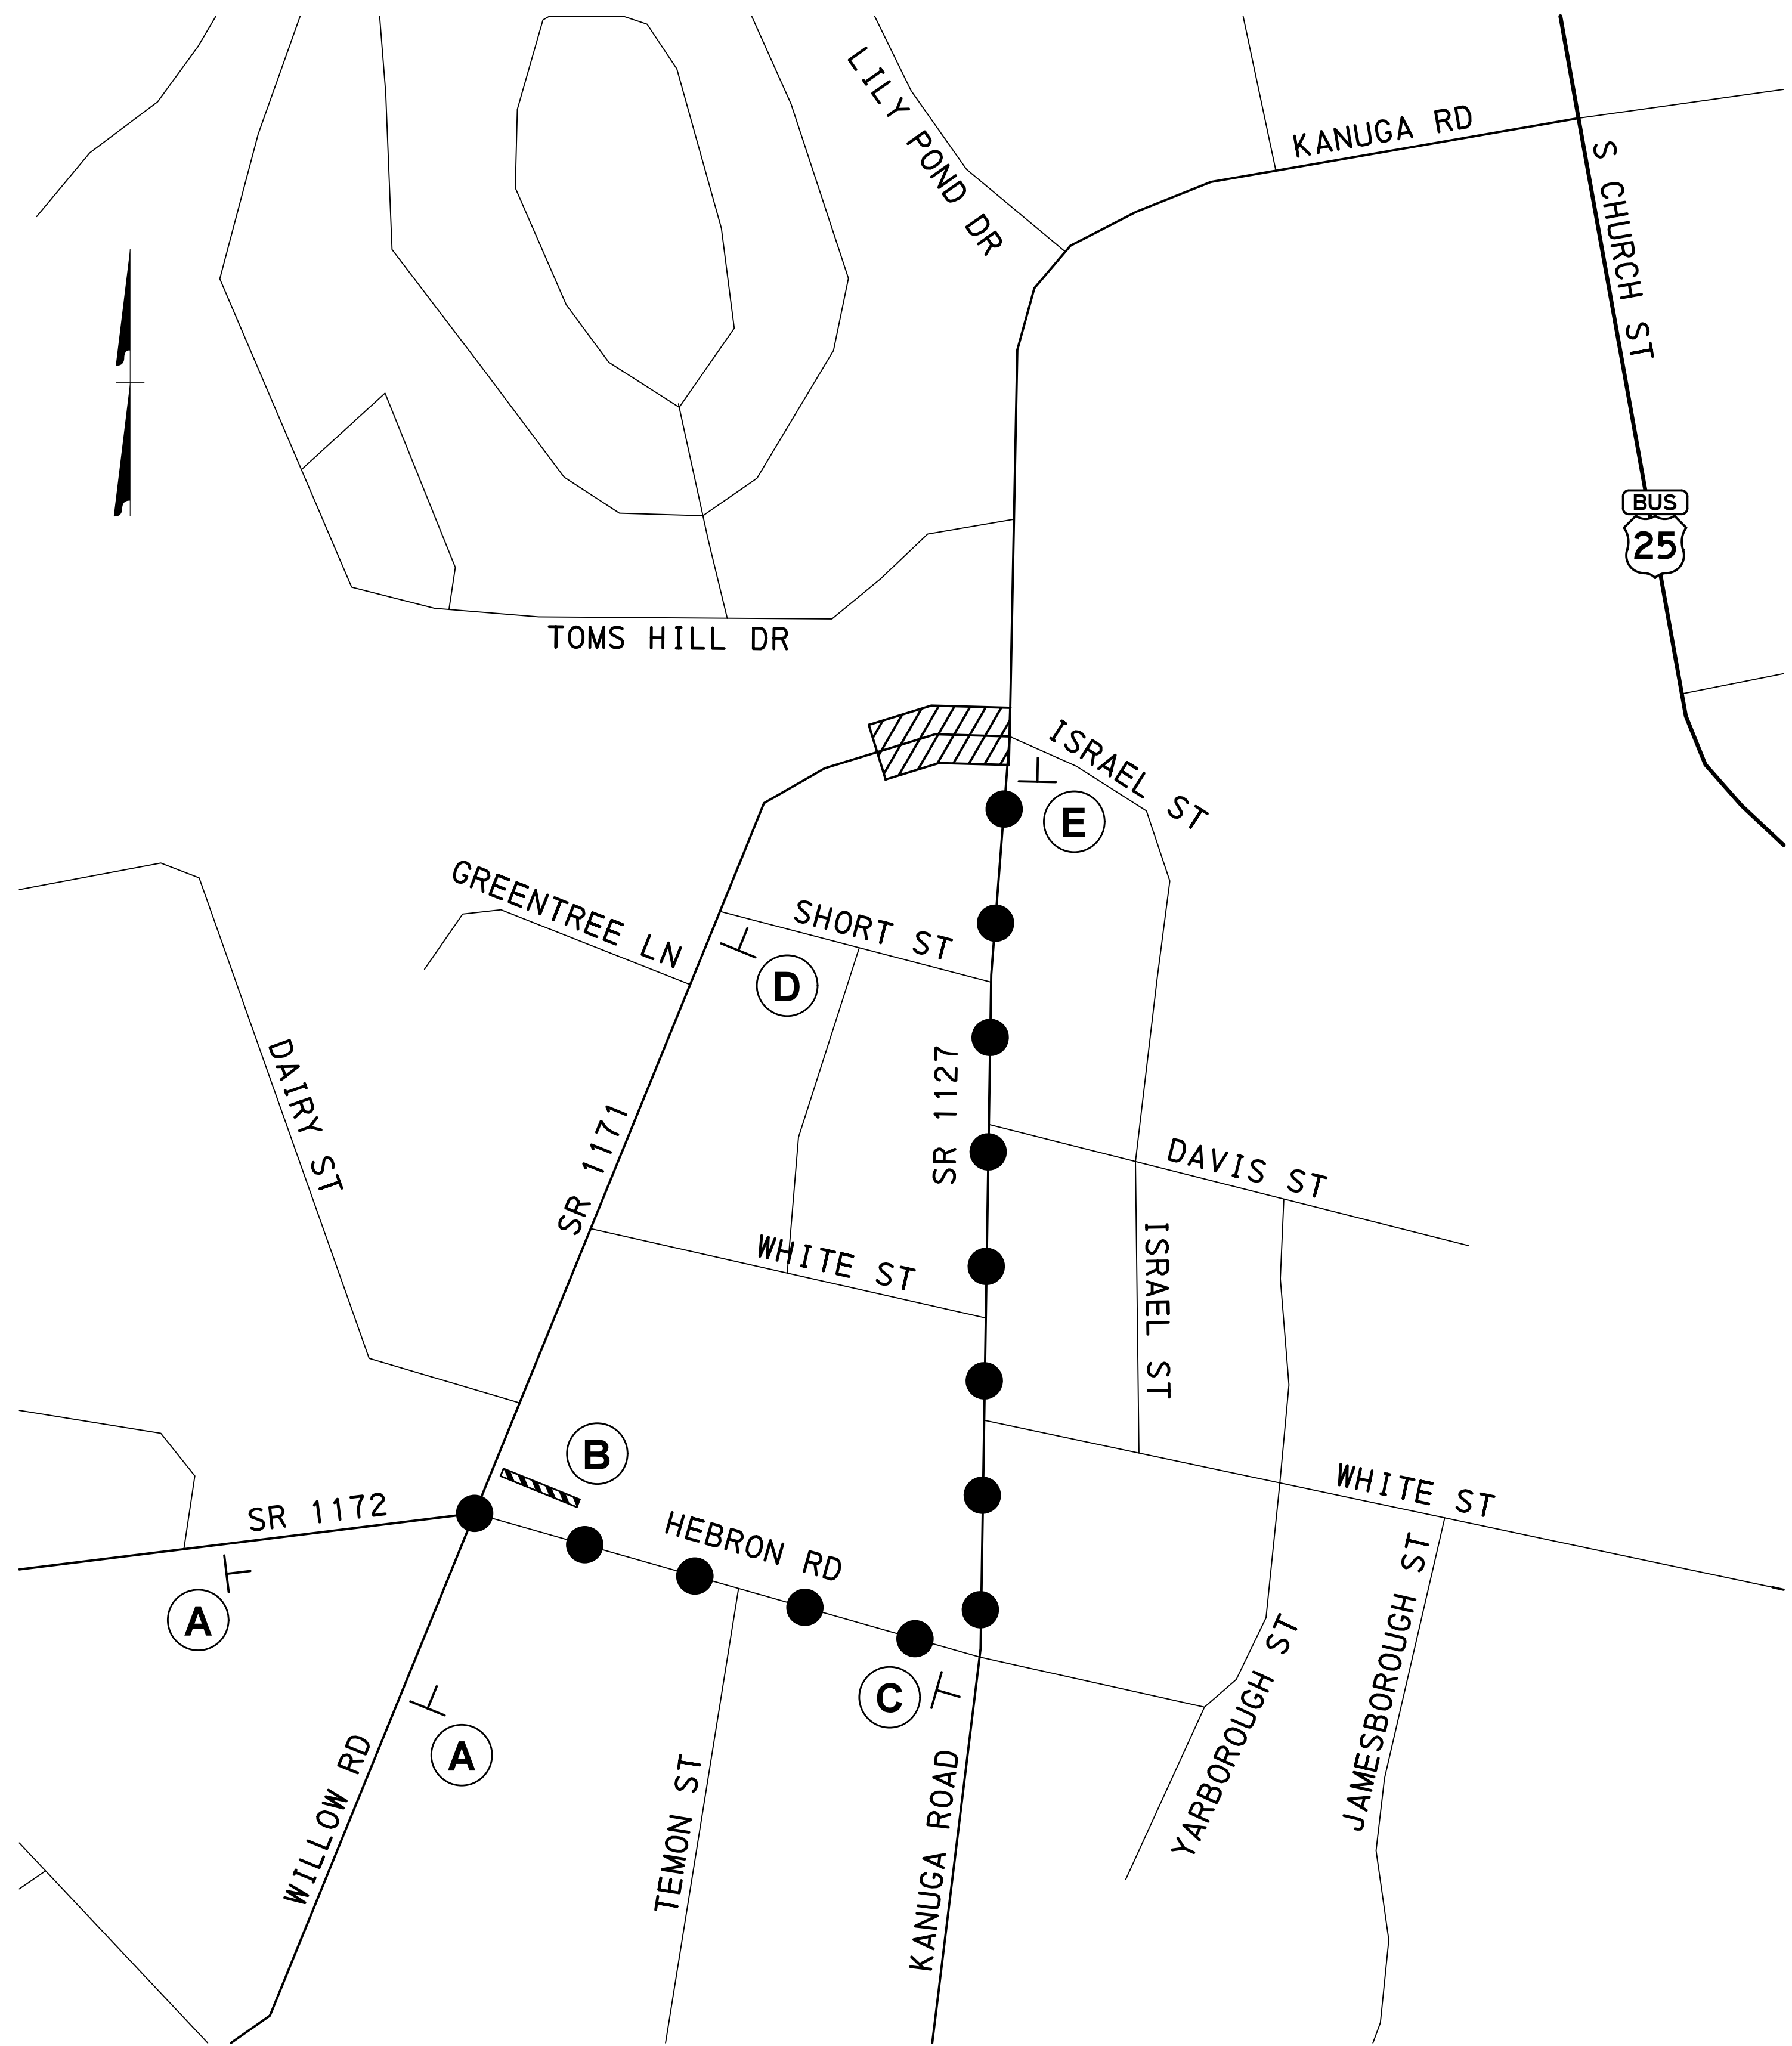 LILY POND DR
KANUGA RD
S CHURCH ST
BUS
25
TOMS HILL DR
ISRAEL ST
E
GREENTREE LN
SHORT ST
D
DAIRY ST
SR 1171
SR 1127
DAVIS ST
WHITE ST
ISRAEL ST
B
SR 1172
HEBRON RD
WHITE ST
A
C
A
WILLOW RD
TEMON ST
KANUGA ROAD
YARBOROUGH ST
JAMESBOROUGH ST